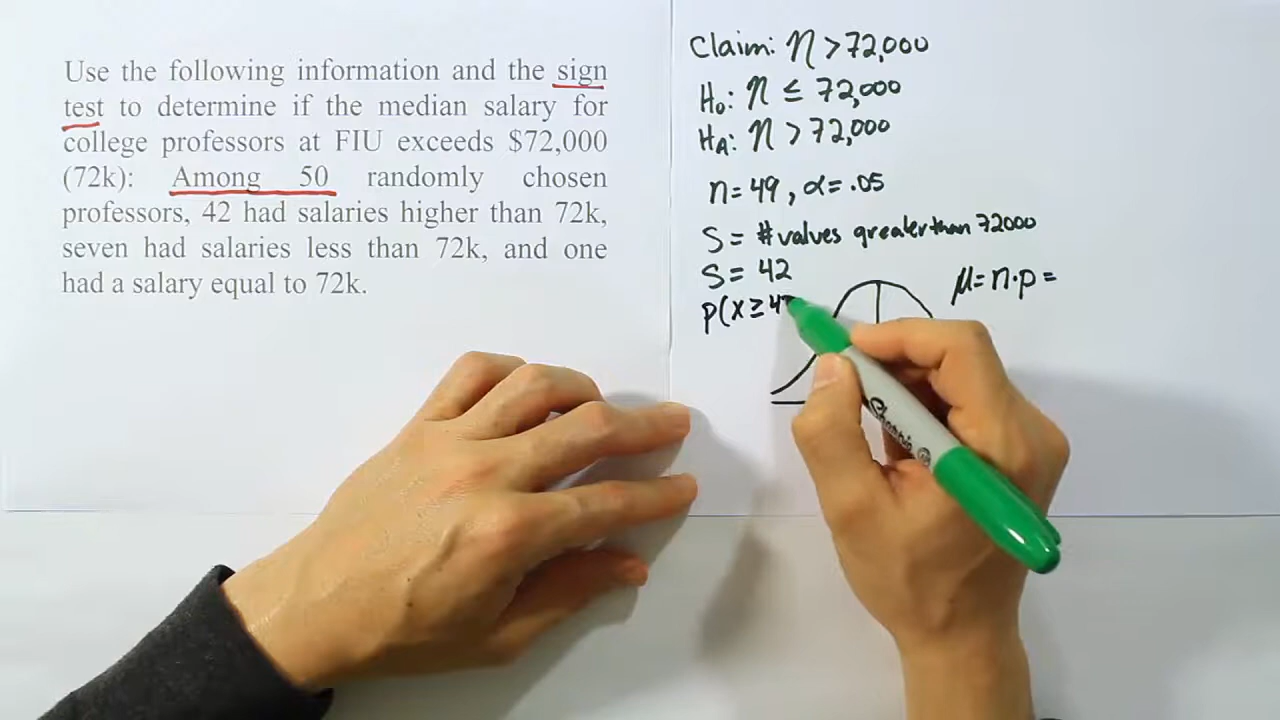 Use the following information and the sign
test to determine if the median salary for
college professors at FIU exceeds $72,000
(72k): Among 50 randomly chosen
professors, 42 had salaries higher than 72k,
seven had salaries less than 72k, and one
had a salary equal to 72k.
Claim: η > 72,000
H₀: η ≤ 72,000
HA: η > 72,000
n = 49, α = .05
S = # values greater than 72000
S = 42
P(X ≥ 4
μ = n·p =
Sharpie